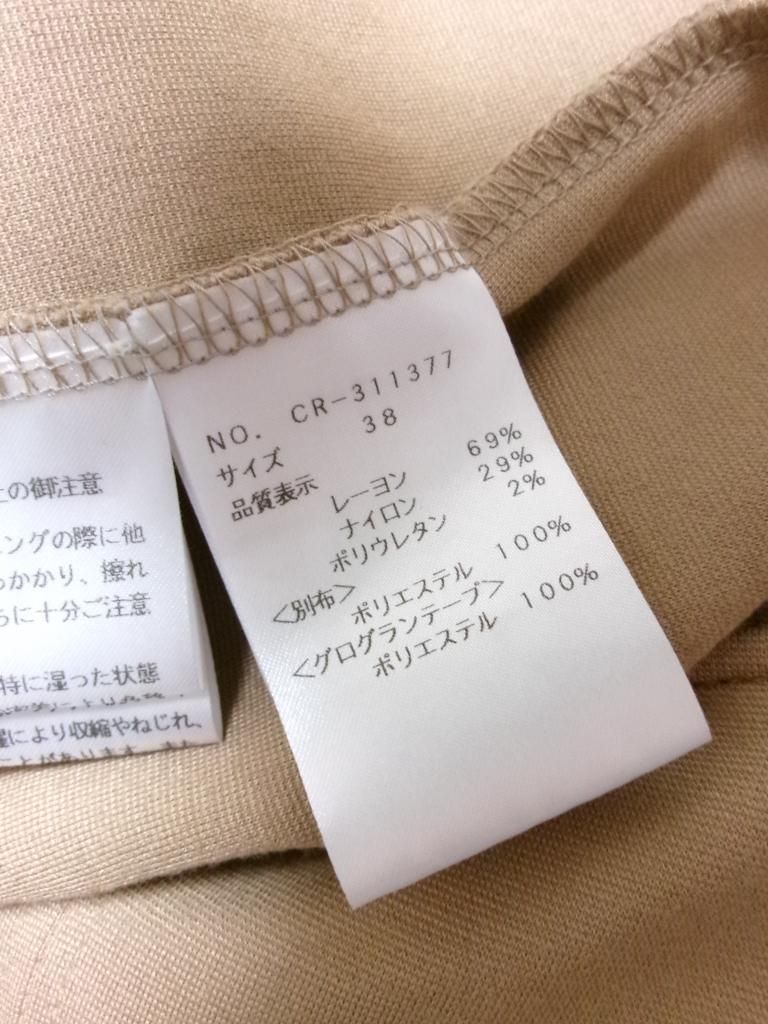 NO. CR-311377
サイズ 38
品質表示
レーヨン 69%
ナイロン 29%
ポリウレタン 2%
<別布>
ポリエステル 100%
<グログランテープ>
ポリエステル 100%
の御注意
ングの際に他
かかり、擦れ
らに十分ご注意
特に湿った状態
により収縮やねじれ、